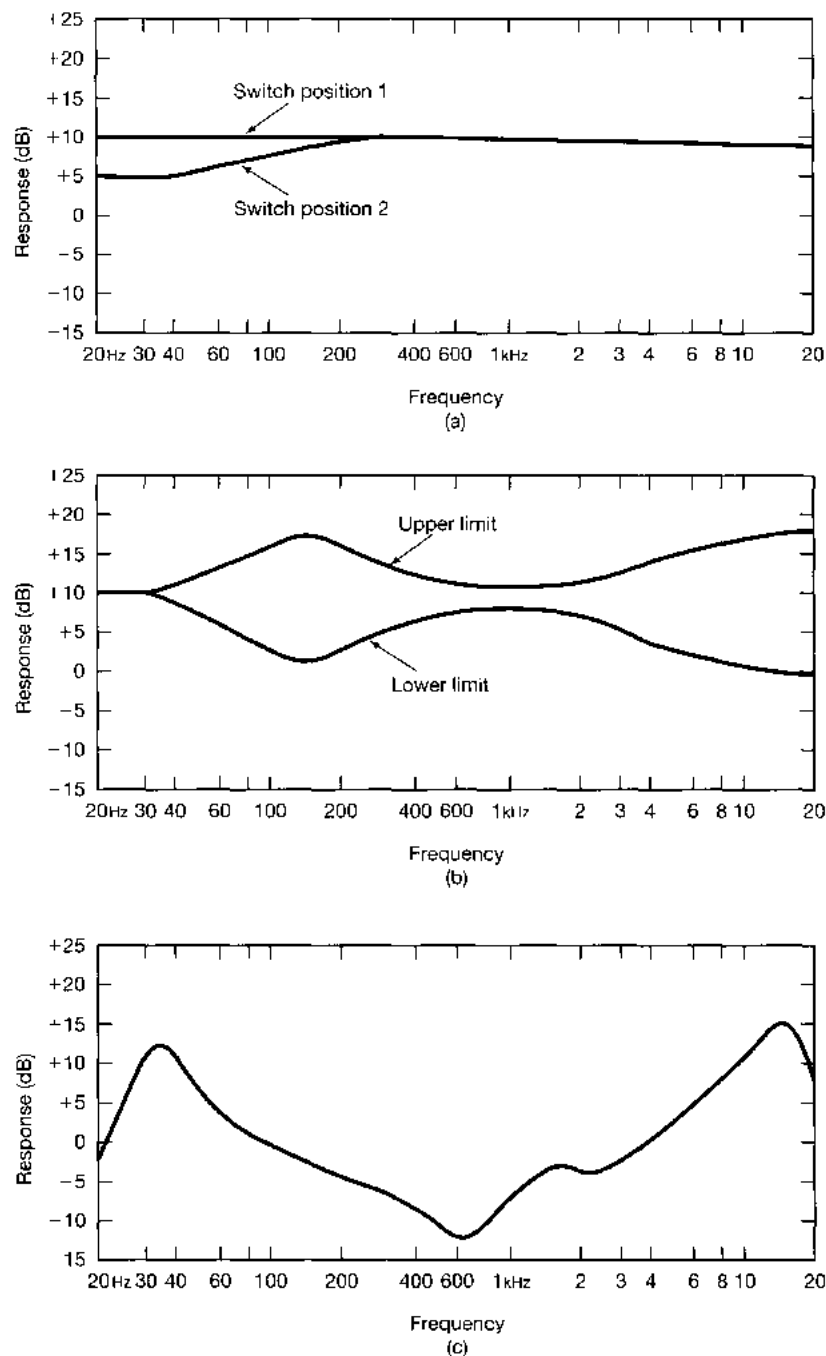 +25
+20
+15
Switch position 1
+10
+5
Switch position 2
0
−5
−10
−15
Response (dB)
20Hz 30 40 60 100 200 400 600 1kHz 2 3 4 6 8 10 20
Frequency
(a)
+25
+20
Upper limit
+15
+10
+5
Lower limit
0
−5
−10
−15
Response (dB)
20Hz 30 40 60 100 200 400 600 1kHz 2 3 4 6 8 10 20
Frequency
(b)
+25
+20
+15
+10
+5
0
−5
−10
15
Response (dB)
20Hz 30 40 60 100 200 400 600 1kHz 2 3 4 6 8 10 20
Frequency
(c)